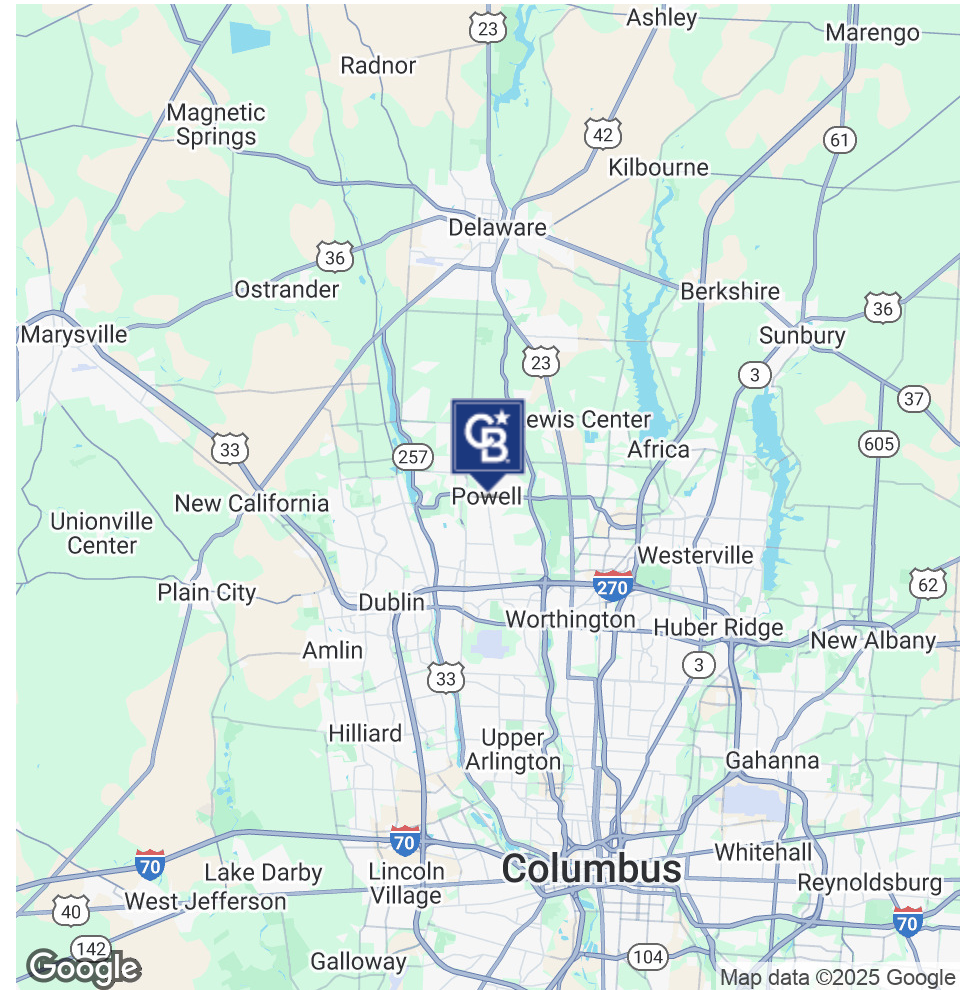 23
Ashley
Marengo
Radnor
Magnetic
Springs
42
61
Kilbourne
Delaware
36
Ostrander
Berkshire
36
Sunbury
Marysville
23
3
37
GB
ewis Center
605
33
257
Africa
Powell
New California
Unionville
Center
Westerville
270
62
Plain City
Dublin
Worthington
Huber Ridge
New Albany
Amlin
3
33
Hilliard
Upper
Arlington
Gahanna
70
70
Whitehall
Columbus
Lake Darby
Lincoln
Village
Reynoldsburg
West Jefferson
40
70
142
104
Galloway
Google
Map data ©2025 Google